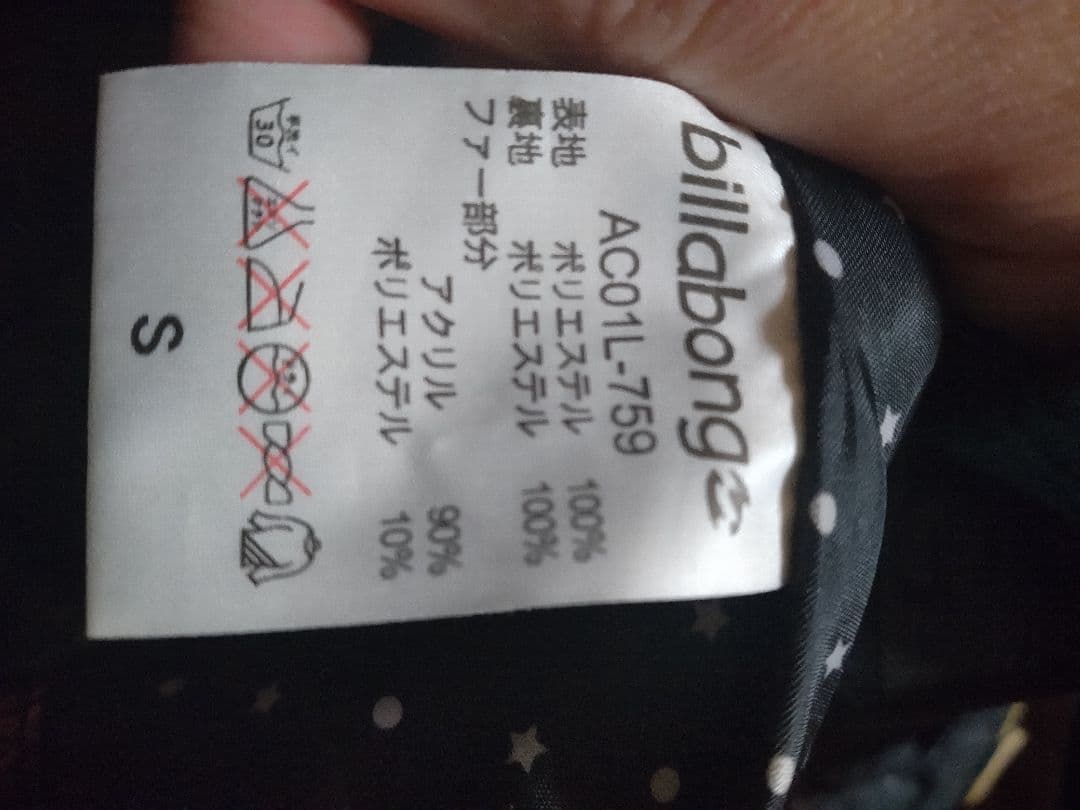 billabong
AC01L-759
表地 ポリエステル 100%
裏地 ポリエステル 100%
ファー部分
アクリル 90%
ポリエステル 10%
30
S